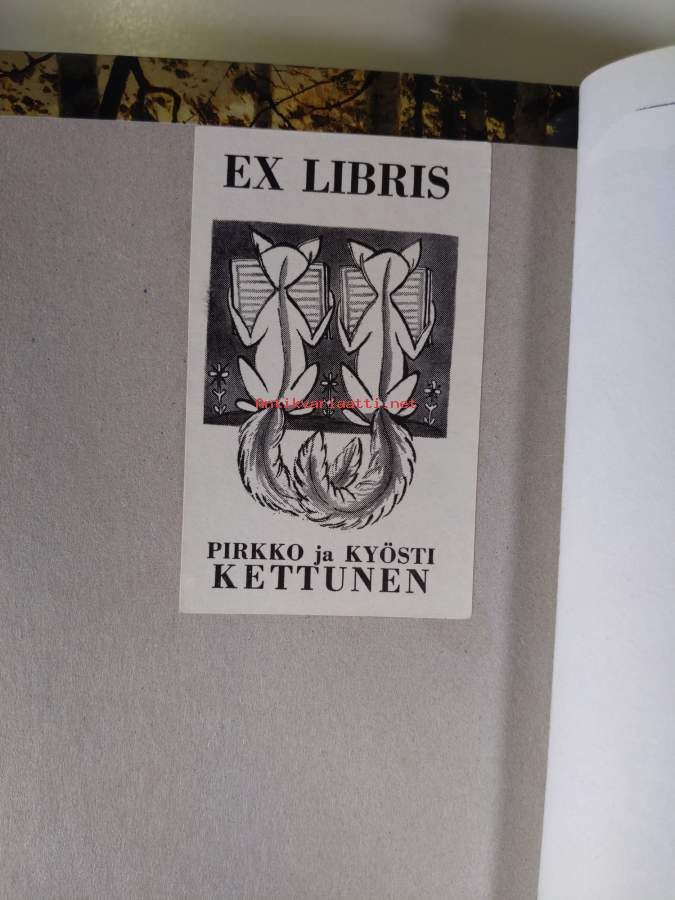 EX LIBRIS
Antikvariaatti.net
PIRKKO ja KYÖSTI
KETTUNEN